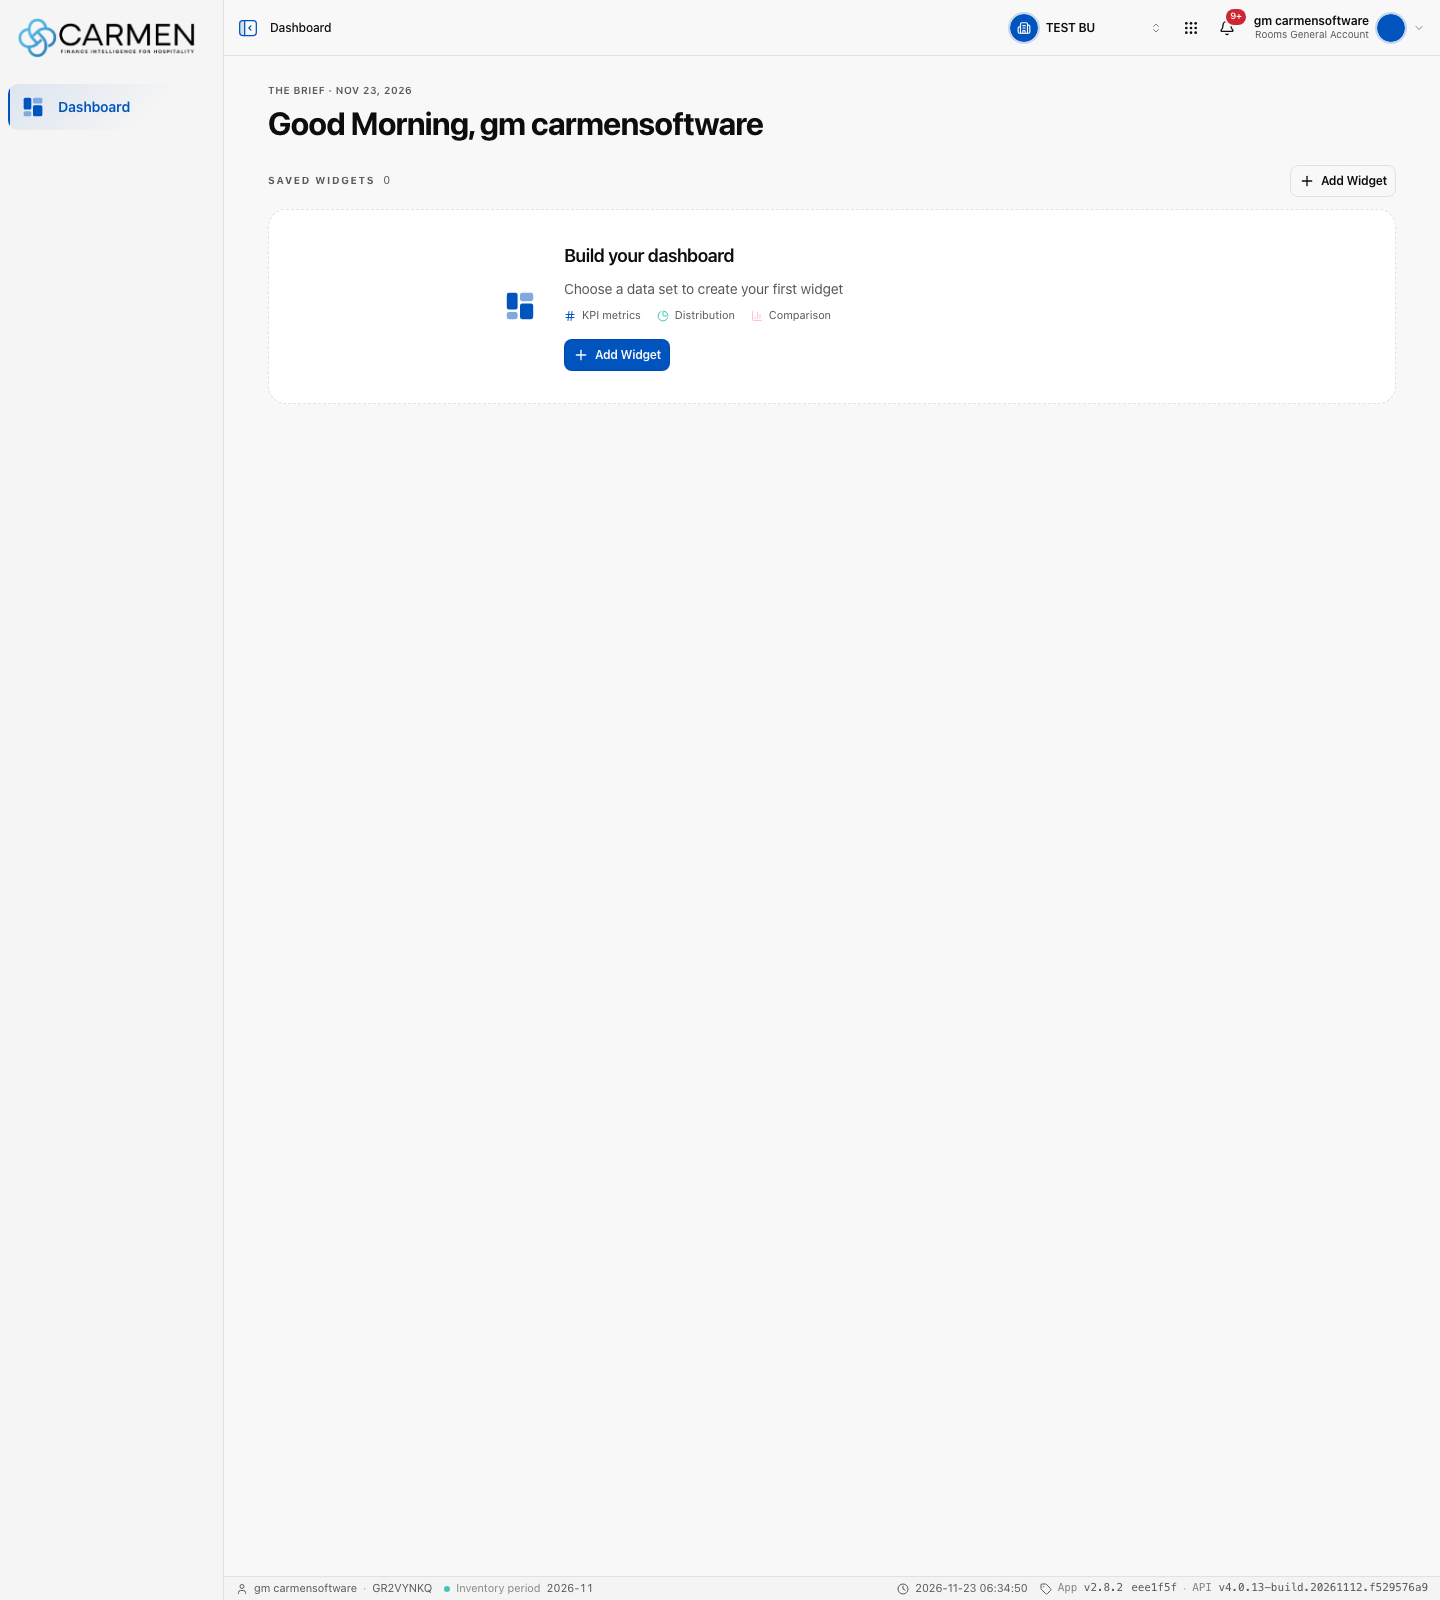 CARMEN
FINANCE INTELLIGENCE FOR HOSPITALITY
Dashboard
Dashboard
TEST BU
9+
gm carmensoftware
Rooms General Account
THE BRIEF · NOV 23, 2026
Good Morning, gm carmensoftware
SAVED WIDGETS 0
Add Widget
Build your dashboard
Choose a data set to create your first widget
KPI metrics Distribution Comparison
Add Widget
gm carmensoftware · GR2VYNKQ Inventory period 2026-11 2026-11-23 06:34:50 App v2.8.2 eee1f5f · API v4.0.13-build.20261112.f529576a9